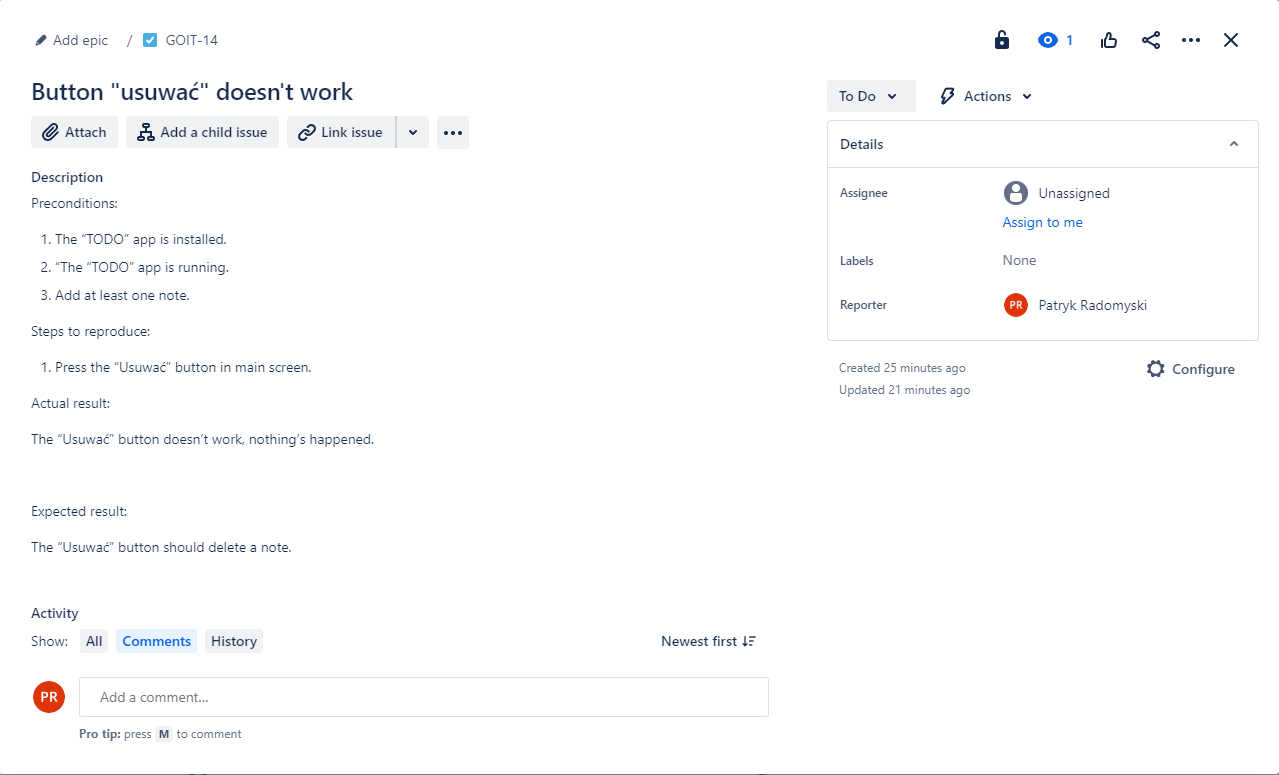 Add epic / GOIT-14
1
Button "usuwać" doesn't work
To Do
Actions
Attach
Add a child issue
Link issue
Details
Description
Preconditions:
Assignee
Unassigned
Assign to me
1. The “TODO” app is installed.
2. “The “TODO” app is running.
3. Add at least one note.
Labels
None
Reporter
PR Patryk Radomyski
Steps to reproduce:
1. Press the “Usuwać” button in main screen.
Created 25 minutes ago
Updated 21 minutes ago
Configure
Actual result:
The “Usuwać” button doesn’t work, nothing’s happened.
Expected result:
The “Usuwać” button should delete a note.
Activity
Show: All Comments History
Newest first
PR Add a comment...
Pro tip: press M to comment